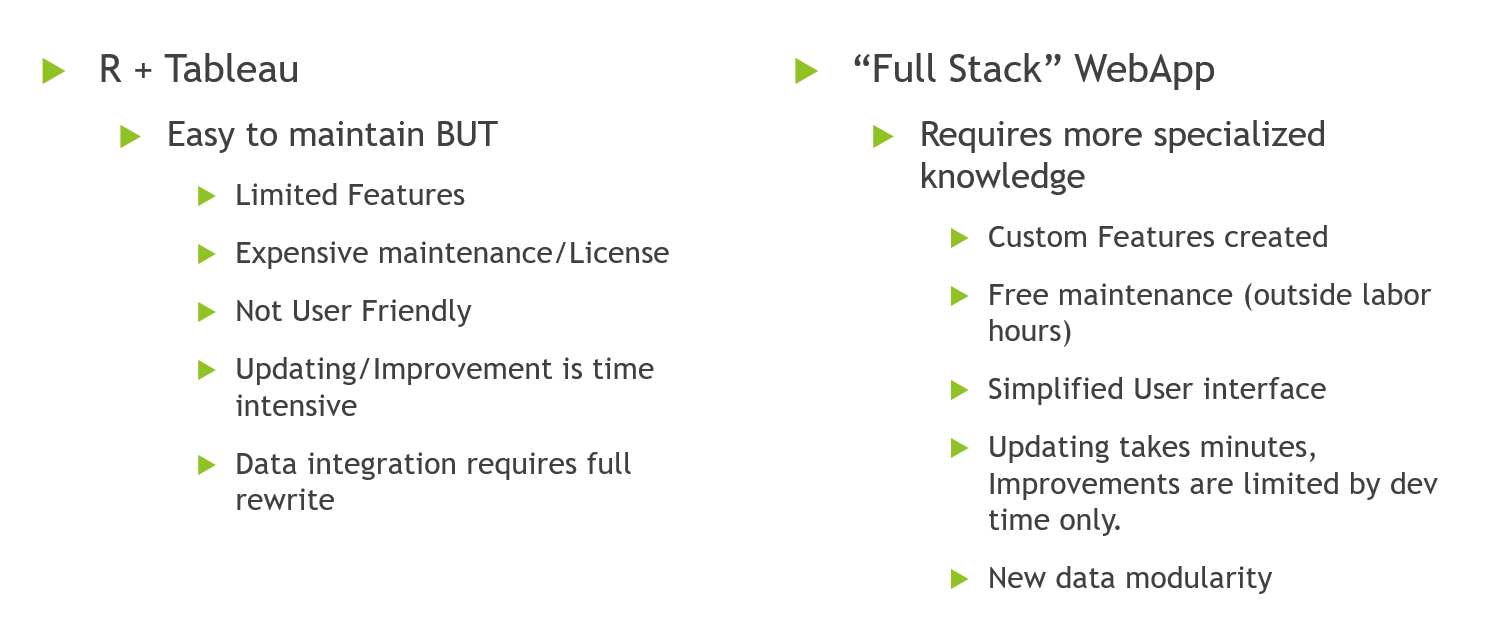 R + Tableau
Easy to maintain BUT
Limited Features
Expensive maintenance/License
Not User Friendly
Updating/Improvement is time
intensive
Data integration requires full
rewrite
“Full Stack” WebApp
Requires more specialized
knowledge
Custom Features created
Free maintenance (outside labor
hours)
Simplified User interface
Updating takes minutes,
Improvements are limited by dev
time only.
New data modularity